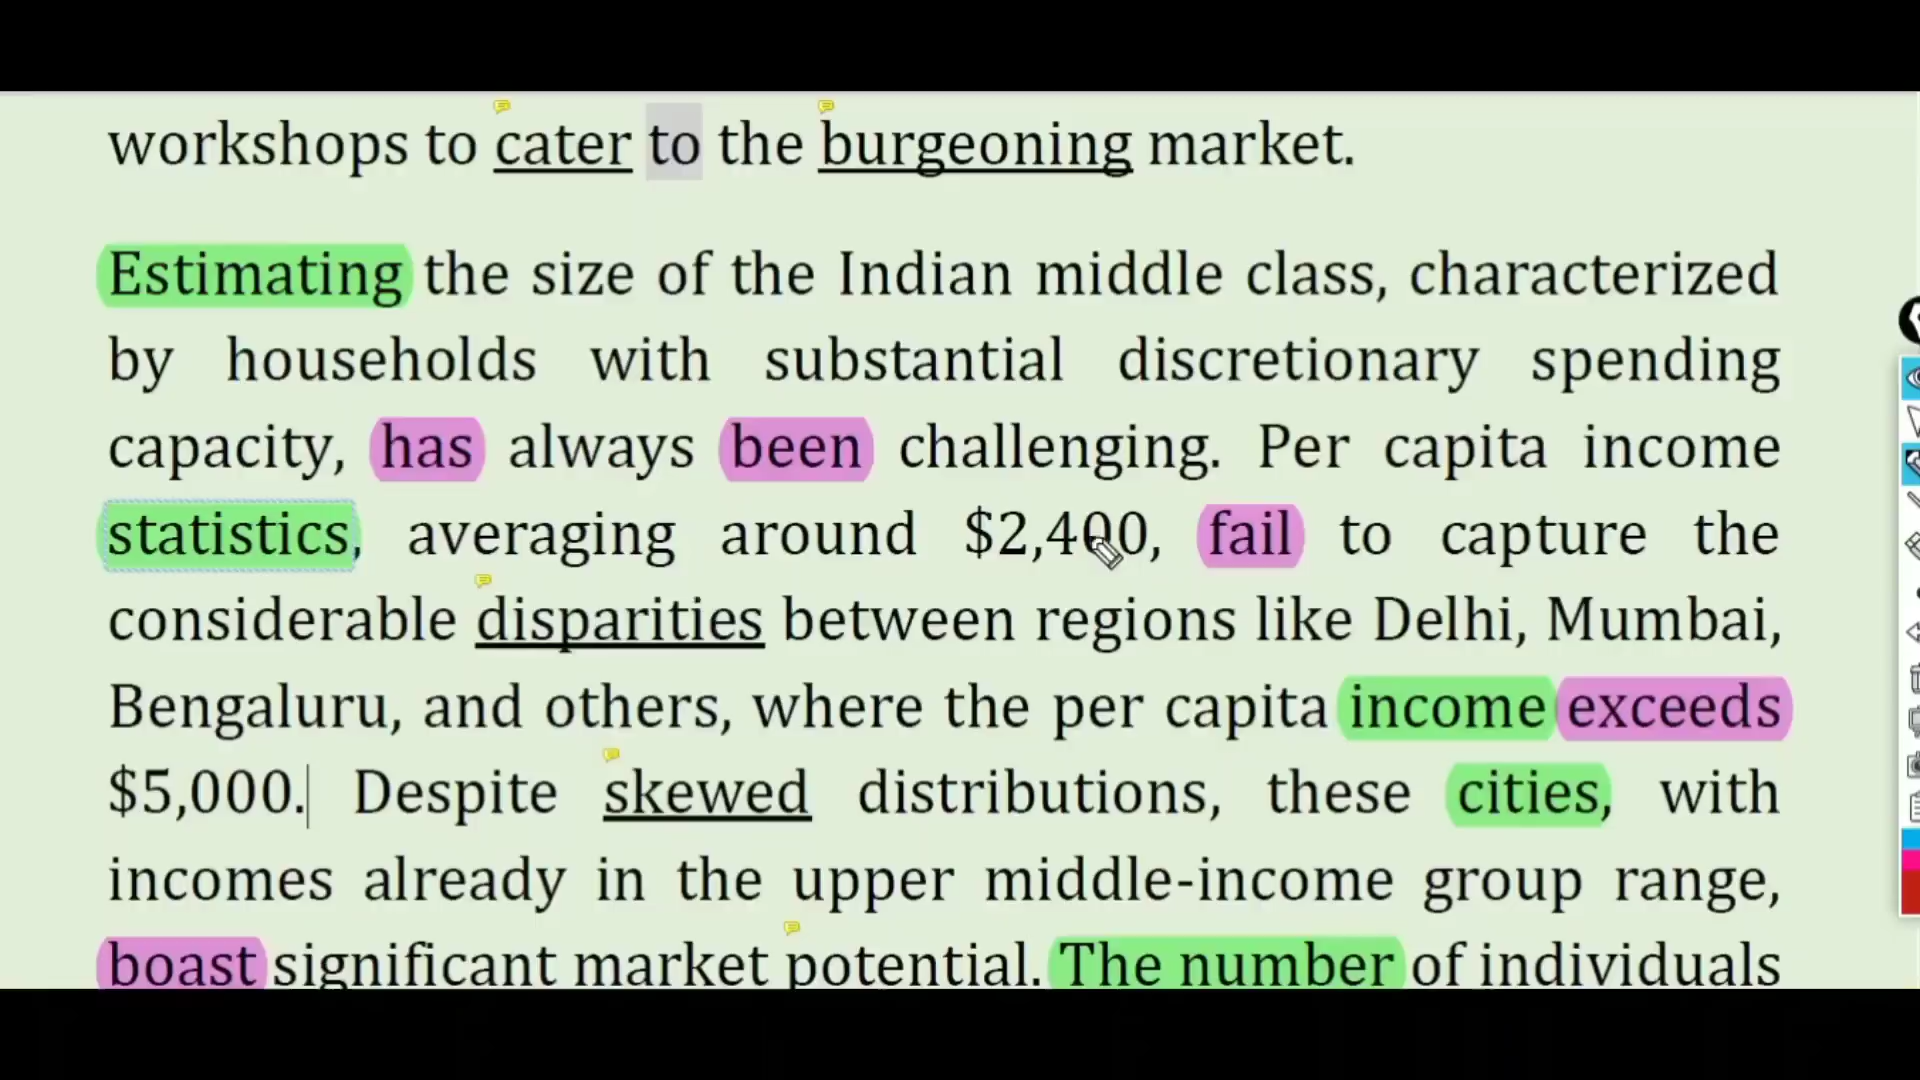 workshops to cater to the burgeoning market.
Estimating the size of the Indian middle class, characterized
by households with substantial discretionary spending
capacity, has always been challenging. Per capita income
statistics, averaging around $2,400, fail to capture the
considerable disparities between regions like Delhi, Mumbai,
Bengaluru, and others, where the per capita income exceeds
$5,000. Despite skewed distributions, these cities, with
incomes already in the upper middle-income group range,
boast significant market potential. The number of individuals